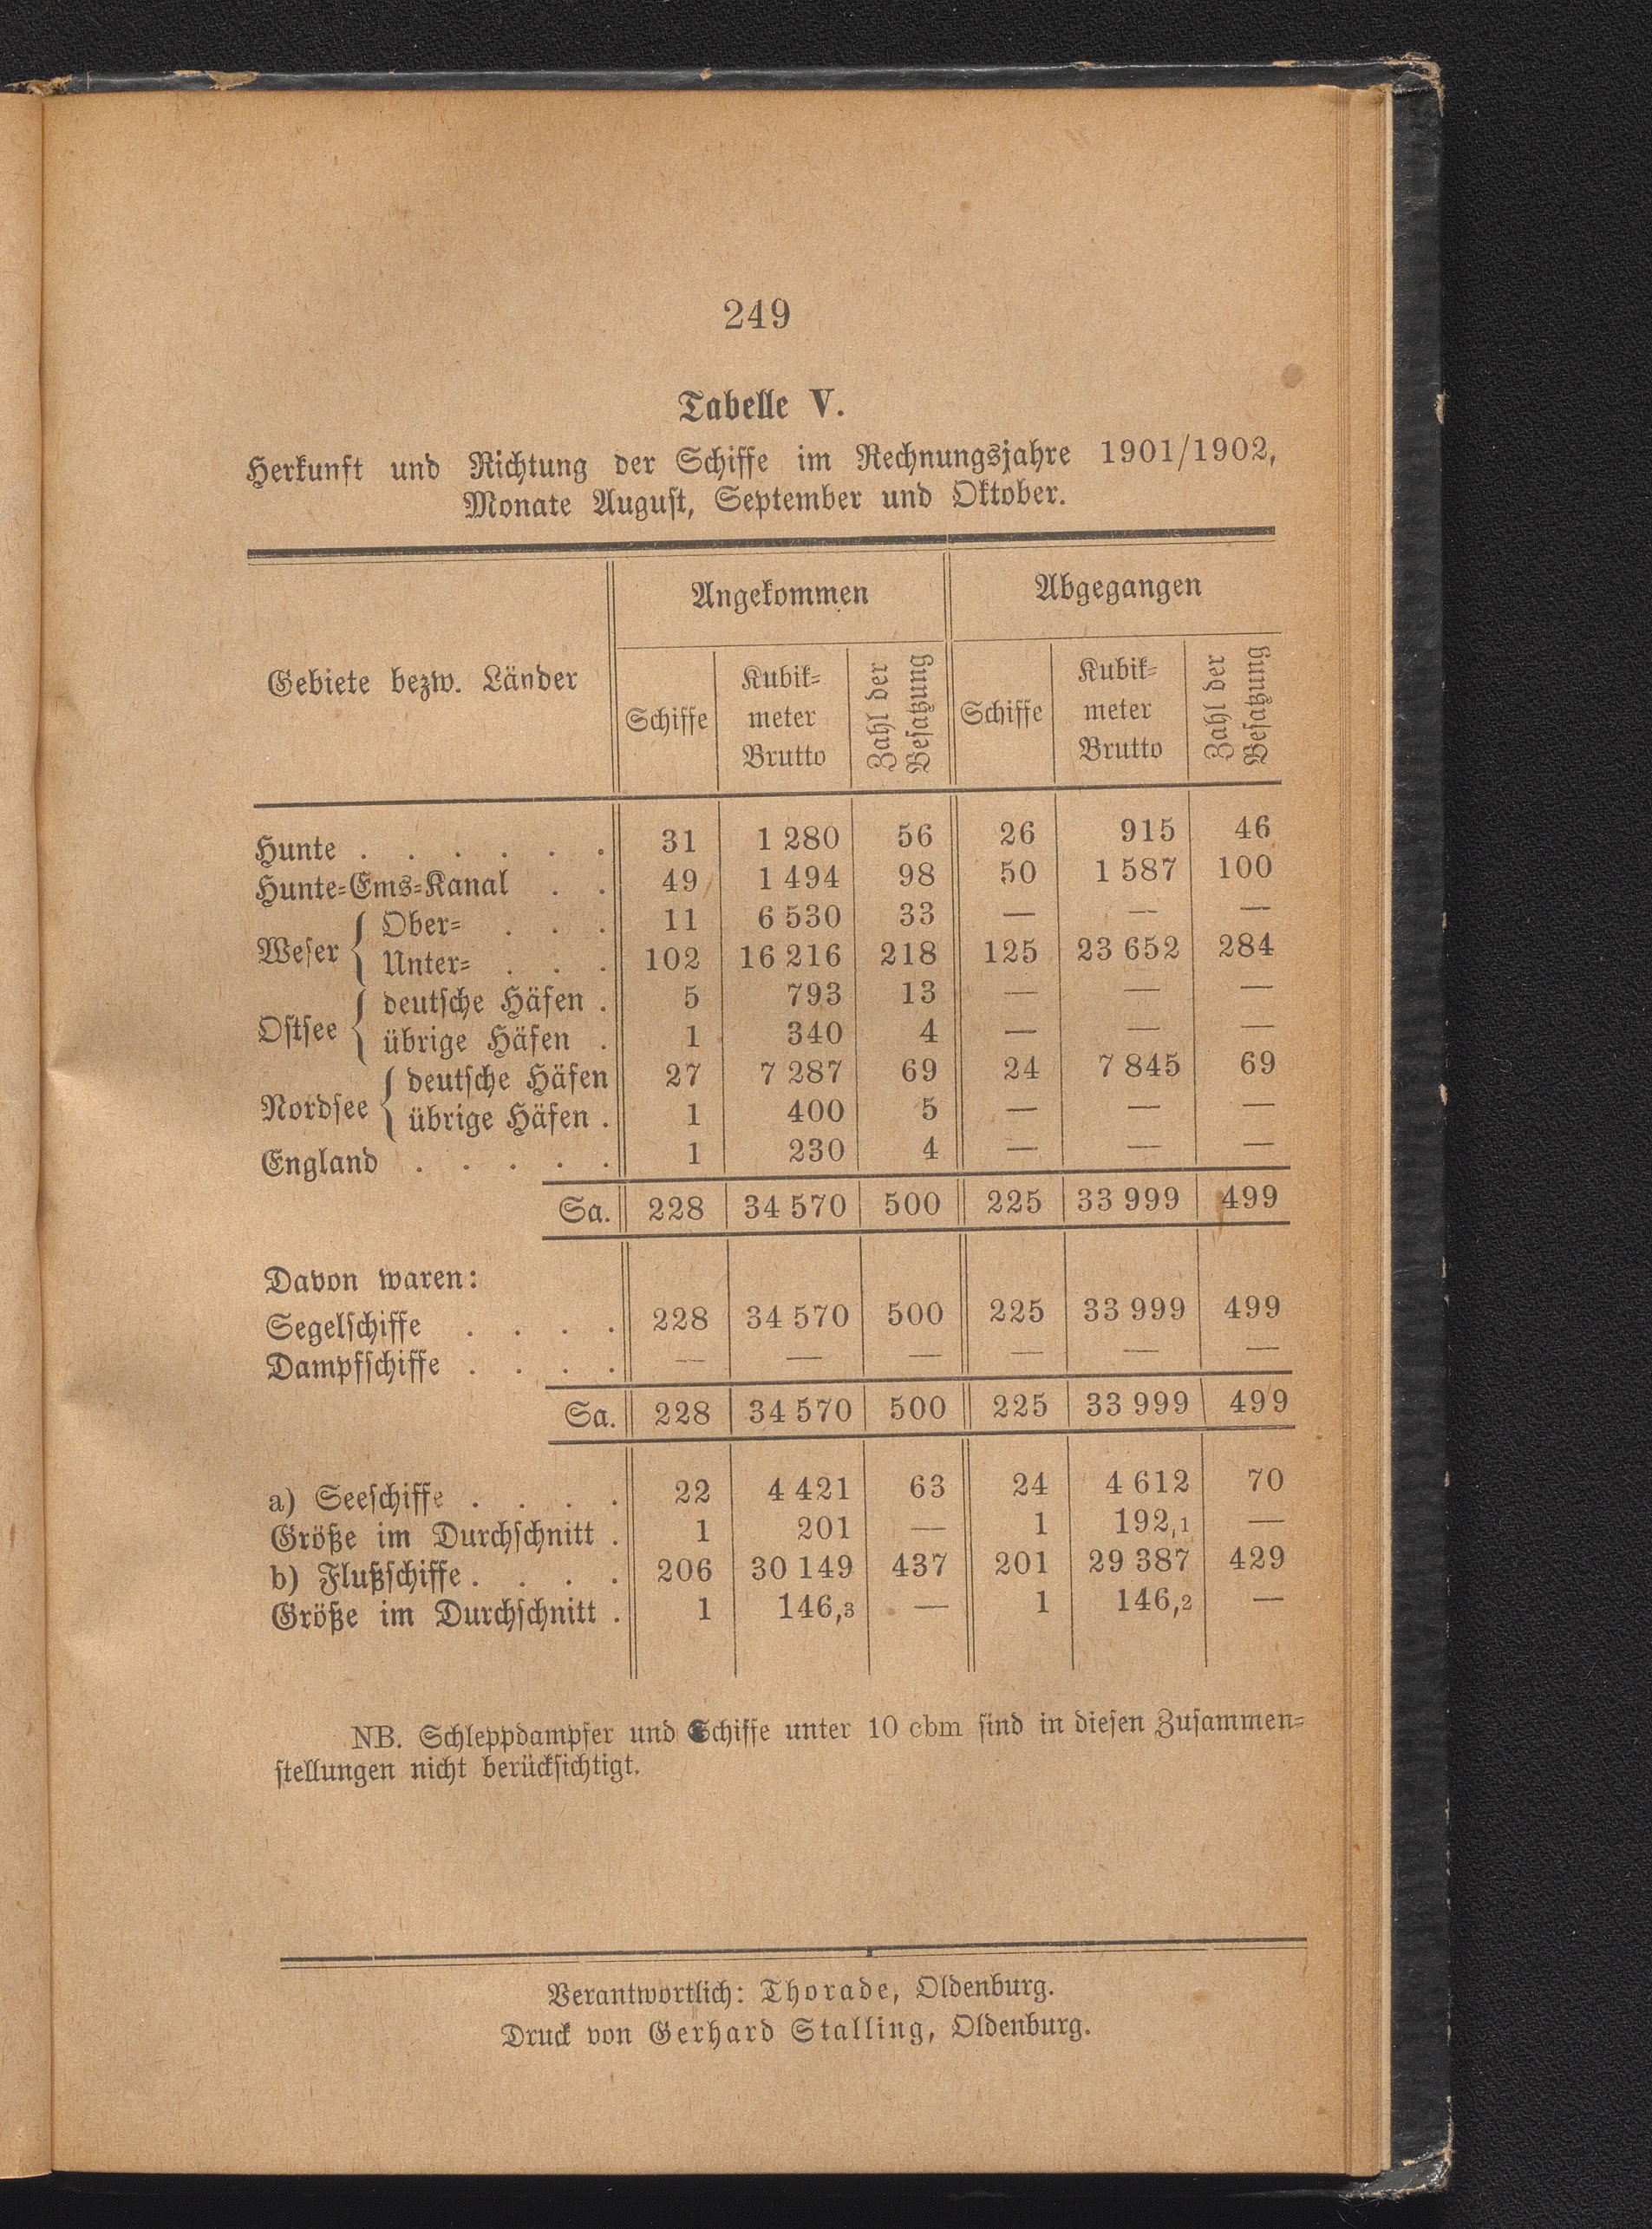 249
Tabelle V.
Herkunft und Richtung der Schiffe im Rechnungsjahre 1901/1902,
Monate August, September und Oktober.
Gebiete bezw. Länder
Angekommen
Abgegangen
Schiffe
Kubik-
meter
Brutto
Zahl der
Besatzung
Schiffe
Kubik-
meter
Brutto
Zahl der
Besatzung
Hunte . . . . . . 31 1 280 56 26 915 46
Hunte-Ems-Kanal . . 49 1 494 98 50 1 587 100
Weser { Ober- . . . 11 6 530 33 — — —
Unter- . . . 102 16 216 218 125 23 652 284
Ostsee { deutsche Häfen . 5 793 13 — — —
übrige Häfen . 1 340 4 — — —
Nordsee { deutsche Häfen 27 7 287 69 24 7 845 69
übrige Häfen . 1 400 5 — — —
England . . . . . 1 230 4 — — —
Sa. 228 34 570 500 225 33 999 499
Davon waren:
Segelschiffe . . . . 228 34 570 500 225 33 999 499
Dampfschiffe . . . . — — — — — —
Sa. 228 34 570 500 225 33 999 499
a) Seeschiffe . . . . 22 4 421 63 24 4 612 70
Größe im Durchschnitt . 1 201 — 1 192,1 —
b) Flußschiffe . . . . 206 30 149 437 201 29 387 429
Größe im Durchschnitt . 1 146,3 — 1 146,2 —
NB. Schleppdampfer und Schiffe unter 10 cbm sind in diesen Zusammen-
stellungen nicht berücksichtigt.
Verantwortlich: Thorade, Oldenburg.
Druck von Gerhard Stalling, Oldenburg.